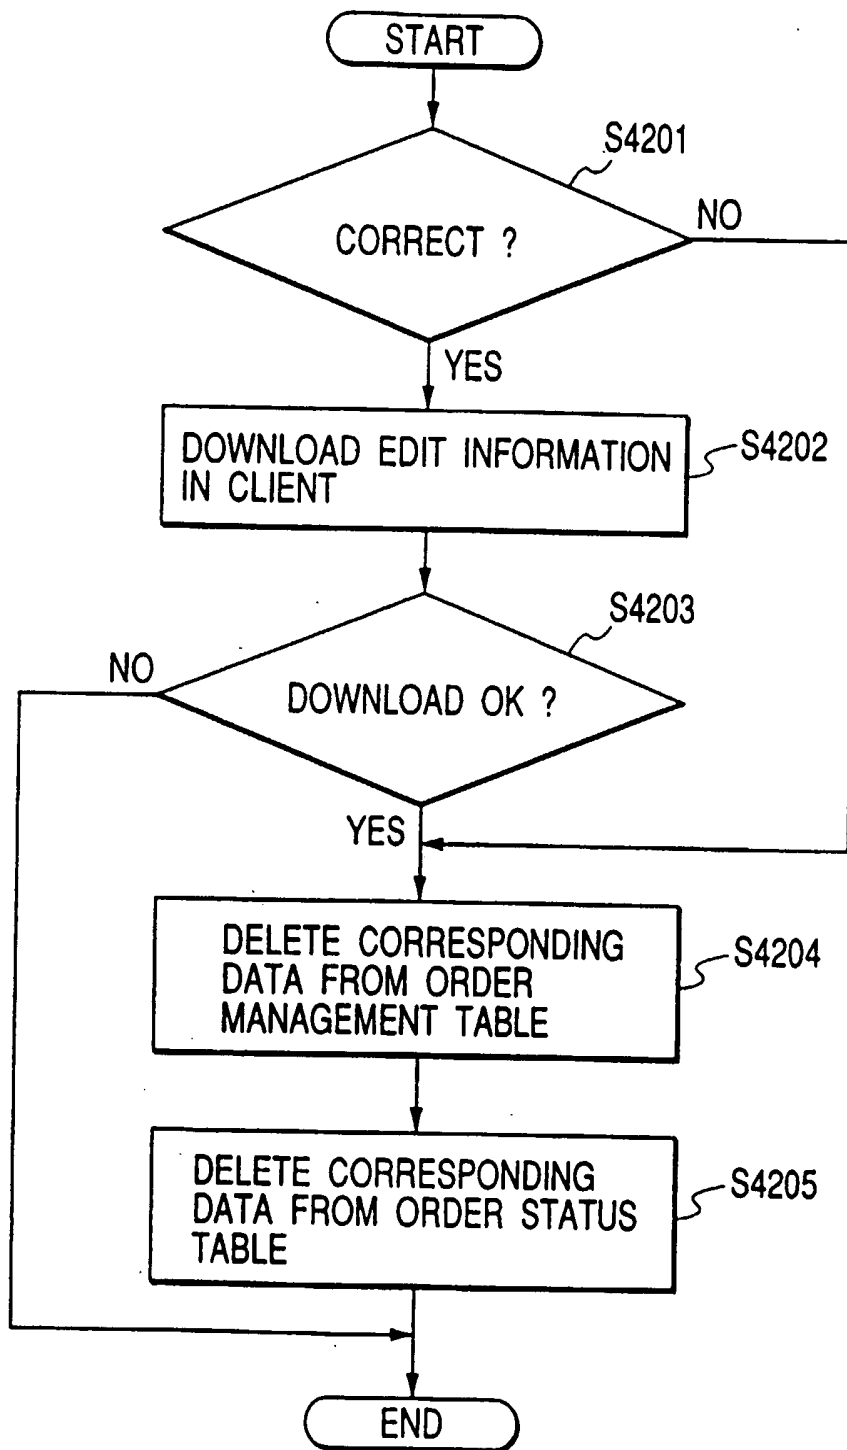 START
S4201
CORRECT ?
NO
YES
DOWNLOAD EDIT INFORMATION
IN CLIENT
S4202
S4203
NO
DOWNLOAD OK ?
YES
DELETE CORRESPONDING
DATA FROM ORDER
MANAGEMENT TABLE
S4204
DELETE CORRESPONDING
DATA FROM ORDER STATUS
TABLE
S4205
END